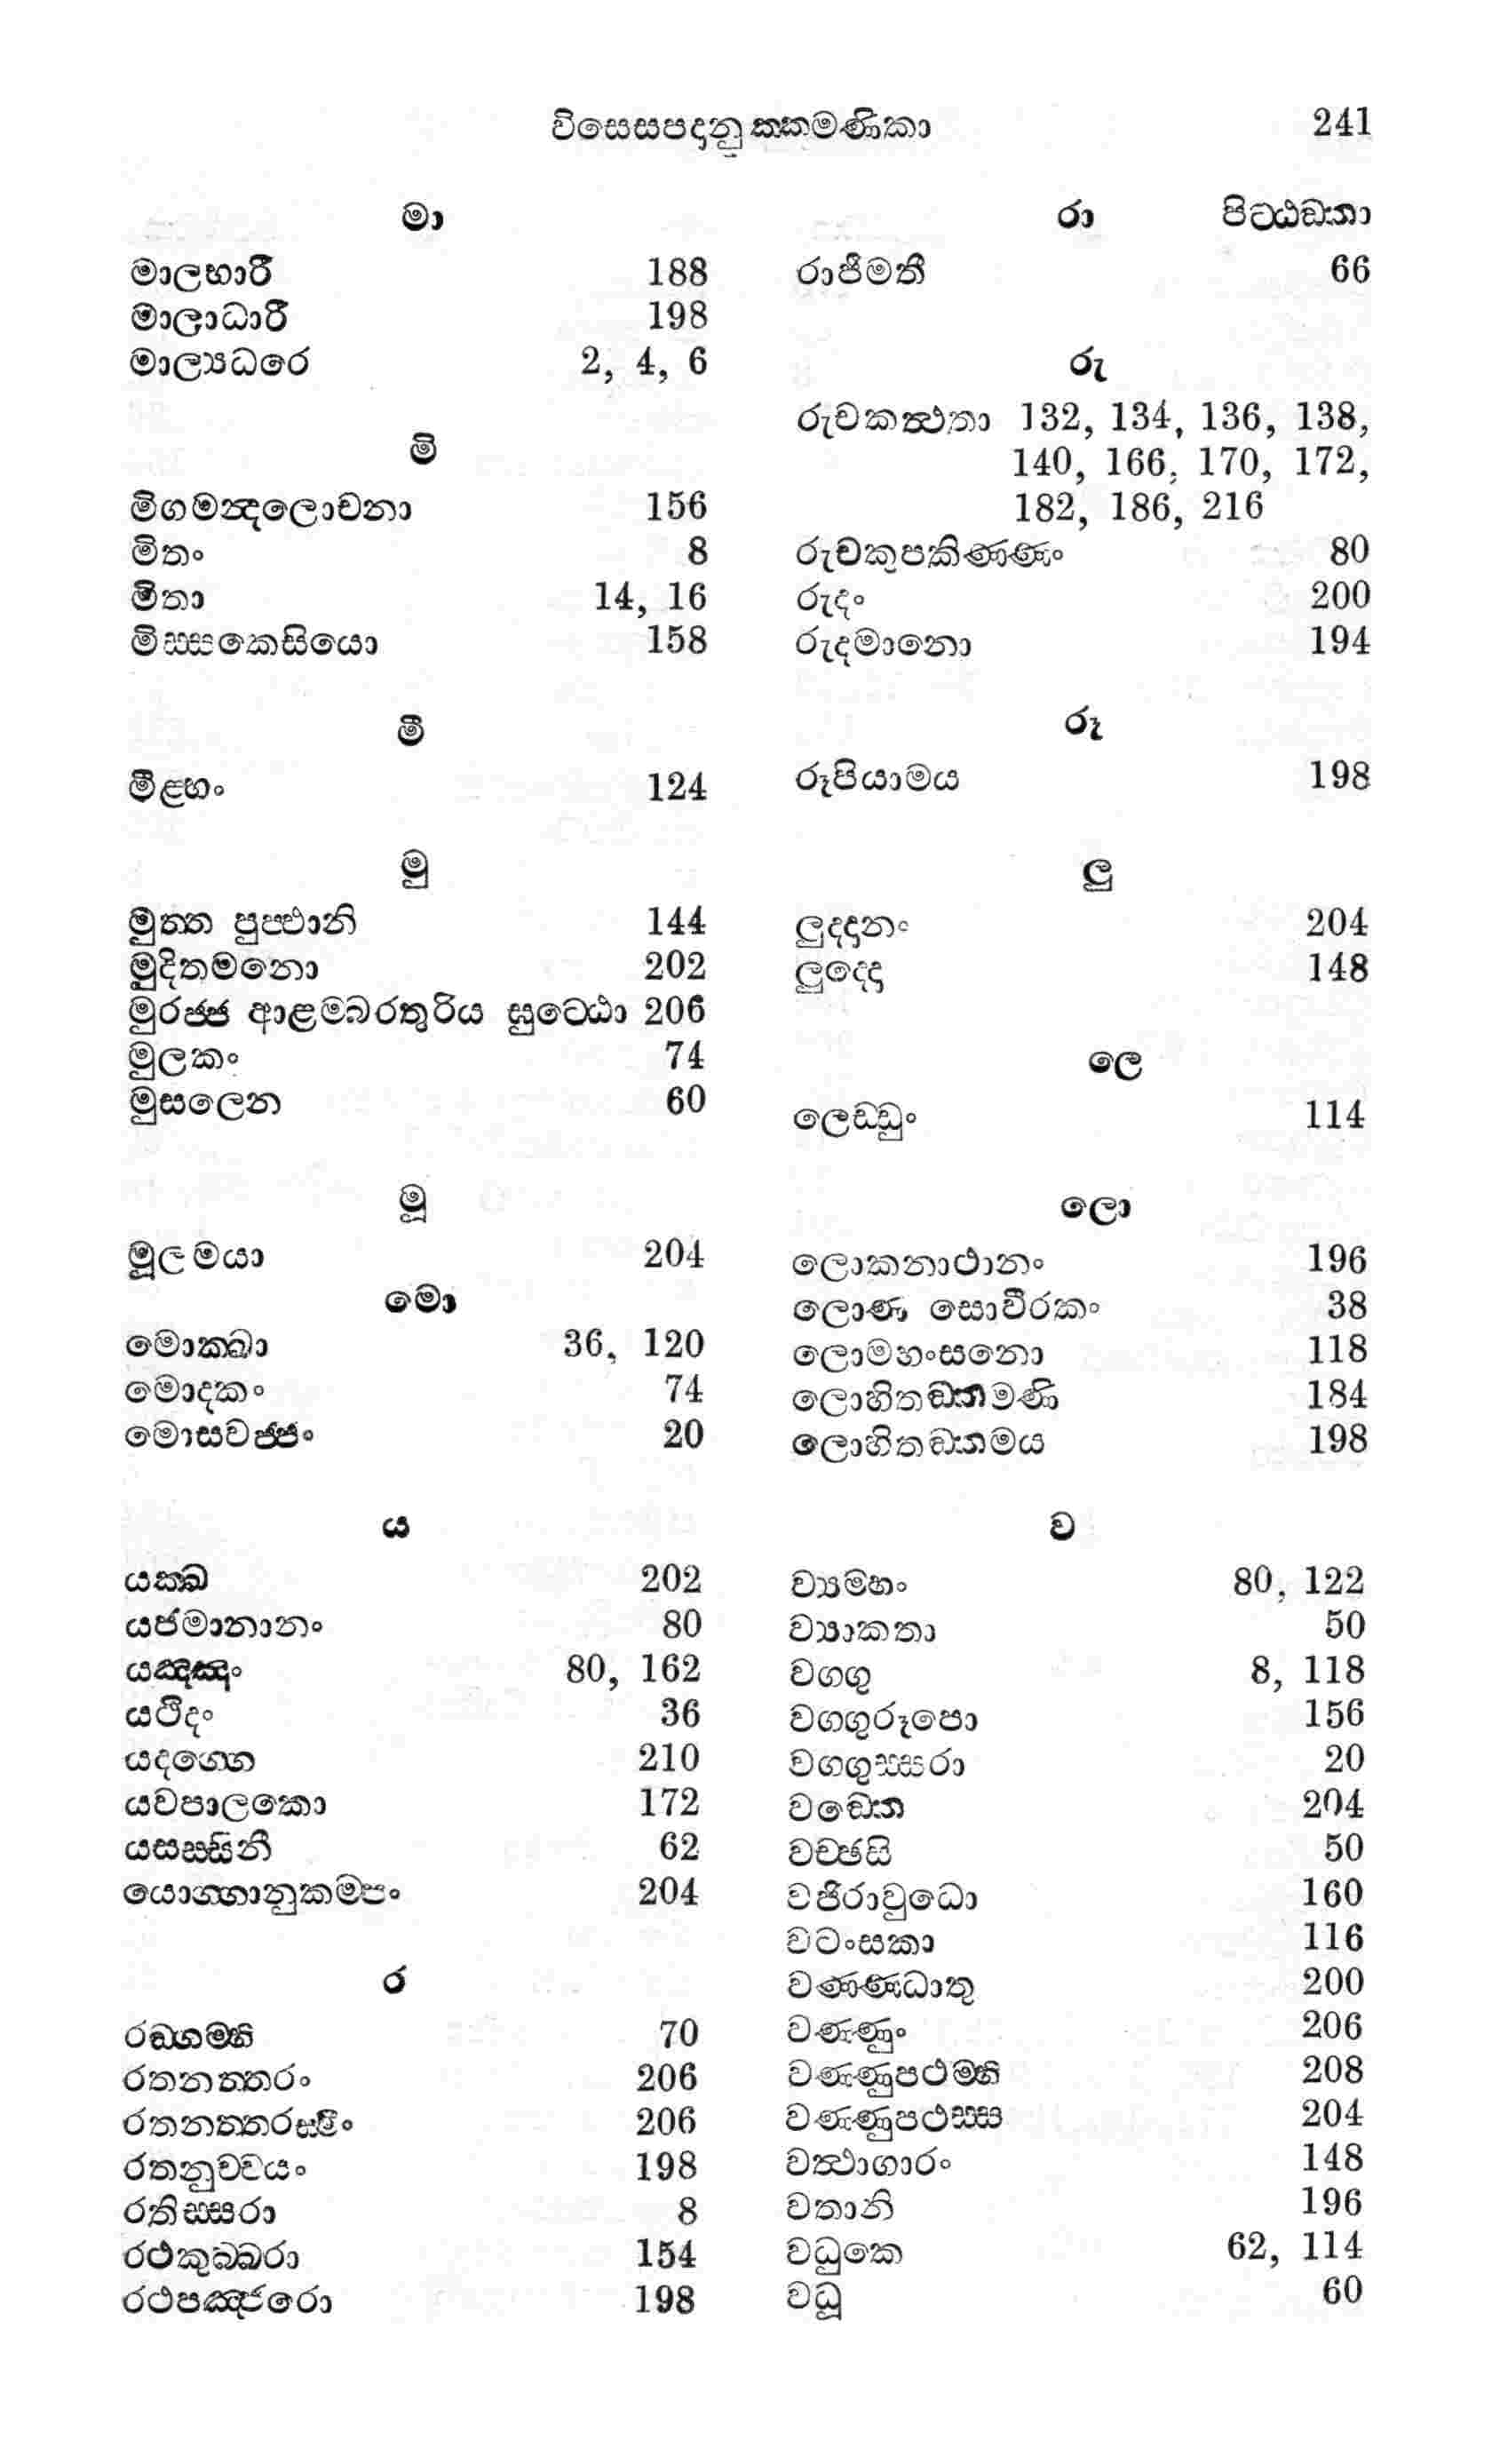 විසෙසපදානුක්කමණිකා 241
මා
මාලභාරී 188
මාලාධාරී 198
මාල්‍යධරෙ 2, 4, 6
මි
මිගමන්දලොචනා 156
මිතං 8
මිතා 14, 16
මිස්සකෙසියො 158
මී
මීළ්හං 124
මු
මුත්ත පුප්ඵානි 144
මුදිතමනො 202
මුරජ්ජ ආළම්බරතුරිය ඝුට්ඨො 206
මුලකං 74
මුසලෙන 60
මූ
මූලමයා 204
මො
මොක්ඛා 36, 120
මොදකං 74
මොසවජ්ජං 20
ය
යක්ඛ 202
යජමානානං 80
යඤ්ඤං 80, 162
යථිදං 36
යදග්ගෙ 210
යවපාලකො 172
යසස්සිනී 62
යොග්ගානුකම්පං 204
ර
රඞ්ගම්හි 70
රතනත්තරං 206
රතනත්තරස්මිං 206
රතනුච්චයං 198
රතිස්සරා 8
රථකුබ්බරා 154
රථපඤ්ජරො 198
රා පිට්ඨඞ්කා
රාජීමතී 66
රු
රුචකත්ථතා 132, 134, 136, 138,
140, 166, 170, 172,
182, 186, 216
රුචකුපකිණ්ණං 80
රුදං 200
රුදමානො 194
රූ
රූපියාමය 198
ලු
ලුද්දානං 204
ලුද්දො 148
ලෙ
ලෙඩ්ඩුං 114
ලො
ලොකනාථානං 196
ලොණ සොවීරකං 38
ලොමහංසනො 118
ලොහිතඞ්කමණි 184
ලොහිතඞ්කමය 198
ව
ව්‍යම්හං 80, 122
ව්‍යාකතා 50
වග්ගු 8, 118
වග්ගුරූපො 156
වග්ගුස්සරා 20
වඞ්කෙ 204
වච්ඡසි 50
වජිරාවුධො 160
වටංසකා 116
වණ්ණධාතු 200
වණ්ණුං 206
වණ්ණුපථම්හි 208
වණ්ණුපථස්ස 204
වත්ථාගාරං 148
වතානි 196
වධුකෙ 62, 114
වධූ 60